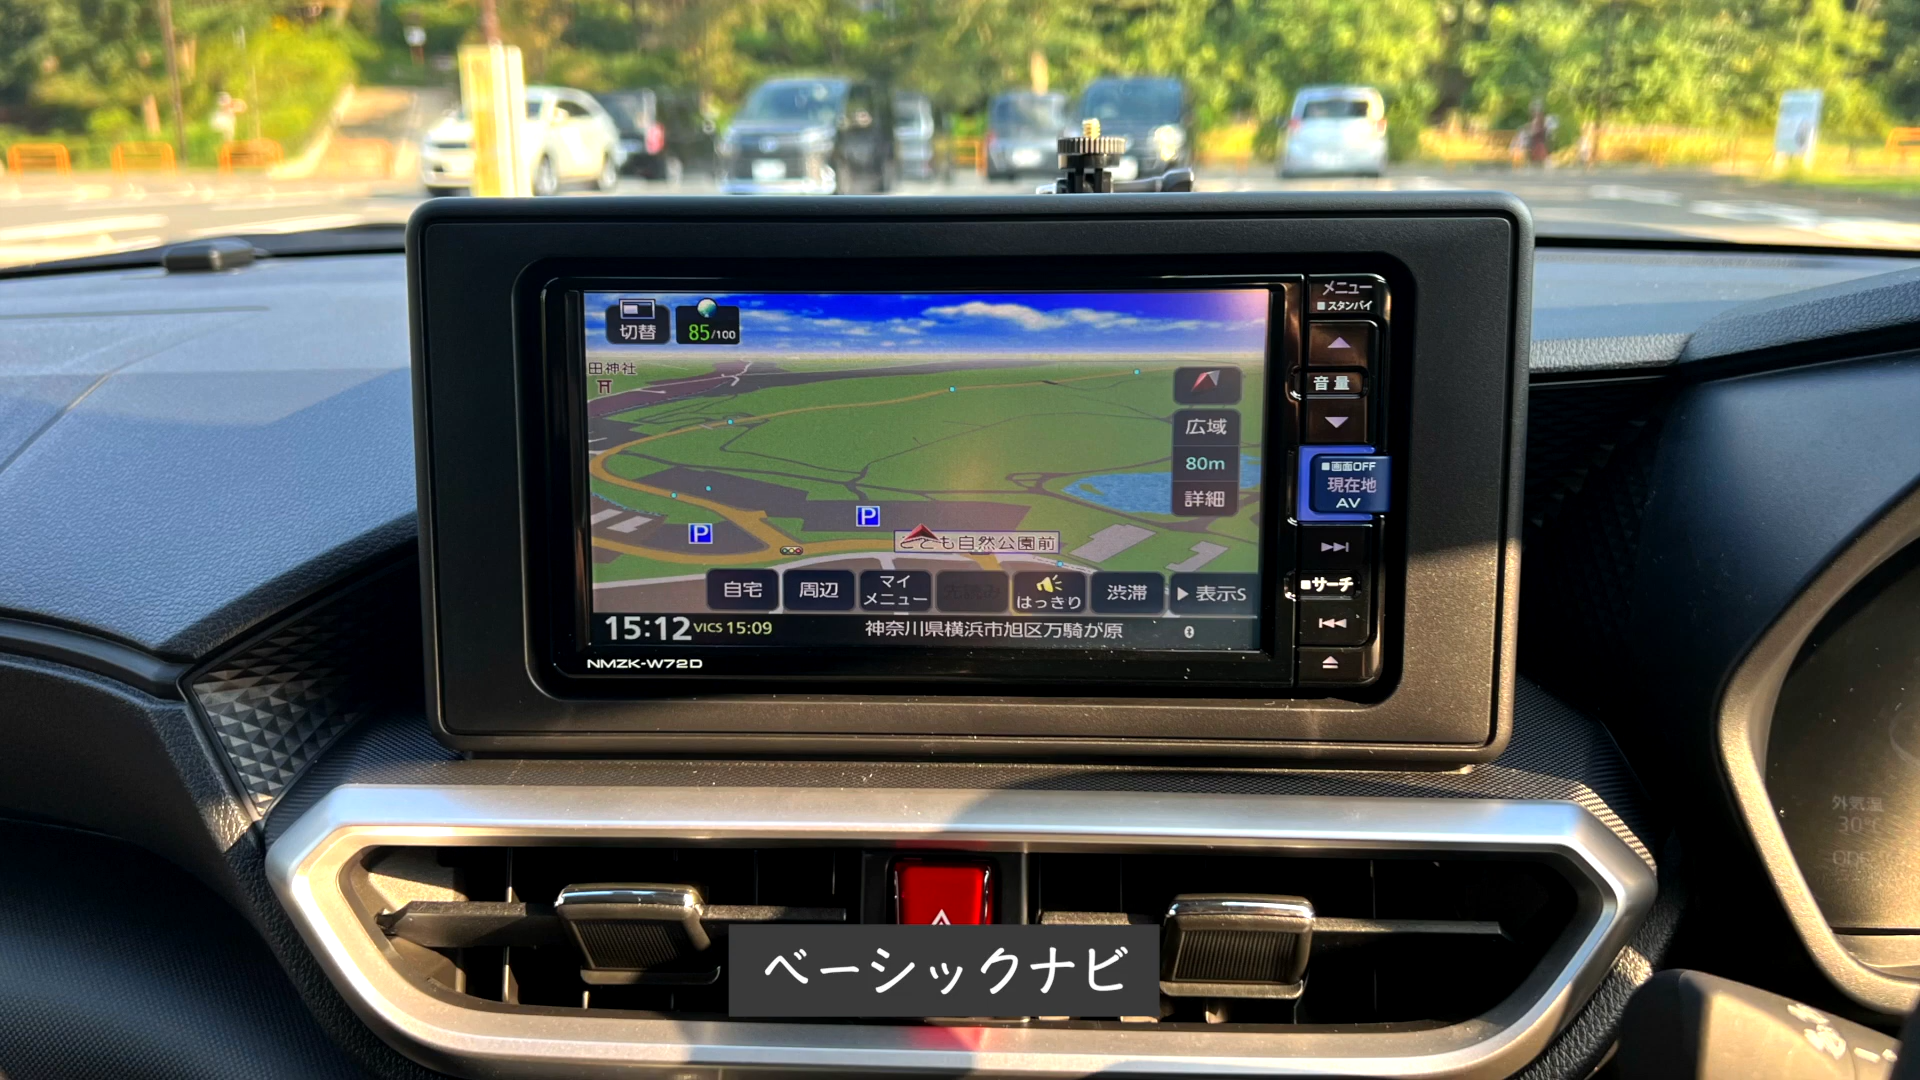 メニュー
■スタンバイ
切替
85/100
田神社
音量
広域
80m
詳細
■画面OFF
現在地
AV
P
P
自然公園前
■サーチ
自宅
周辺
マイ
メニュー
はっきり
渋滞
表示S
15:12
VICS 15:09
神奈川県横浜市旭区万騎が原
NMZK-W72D
外気温
30℃
ベーシックナビ